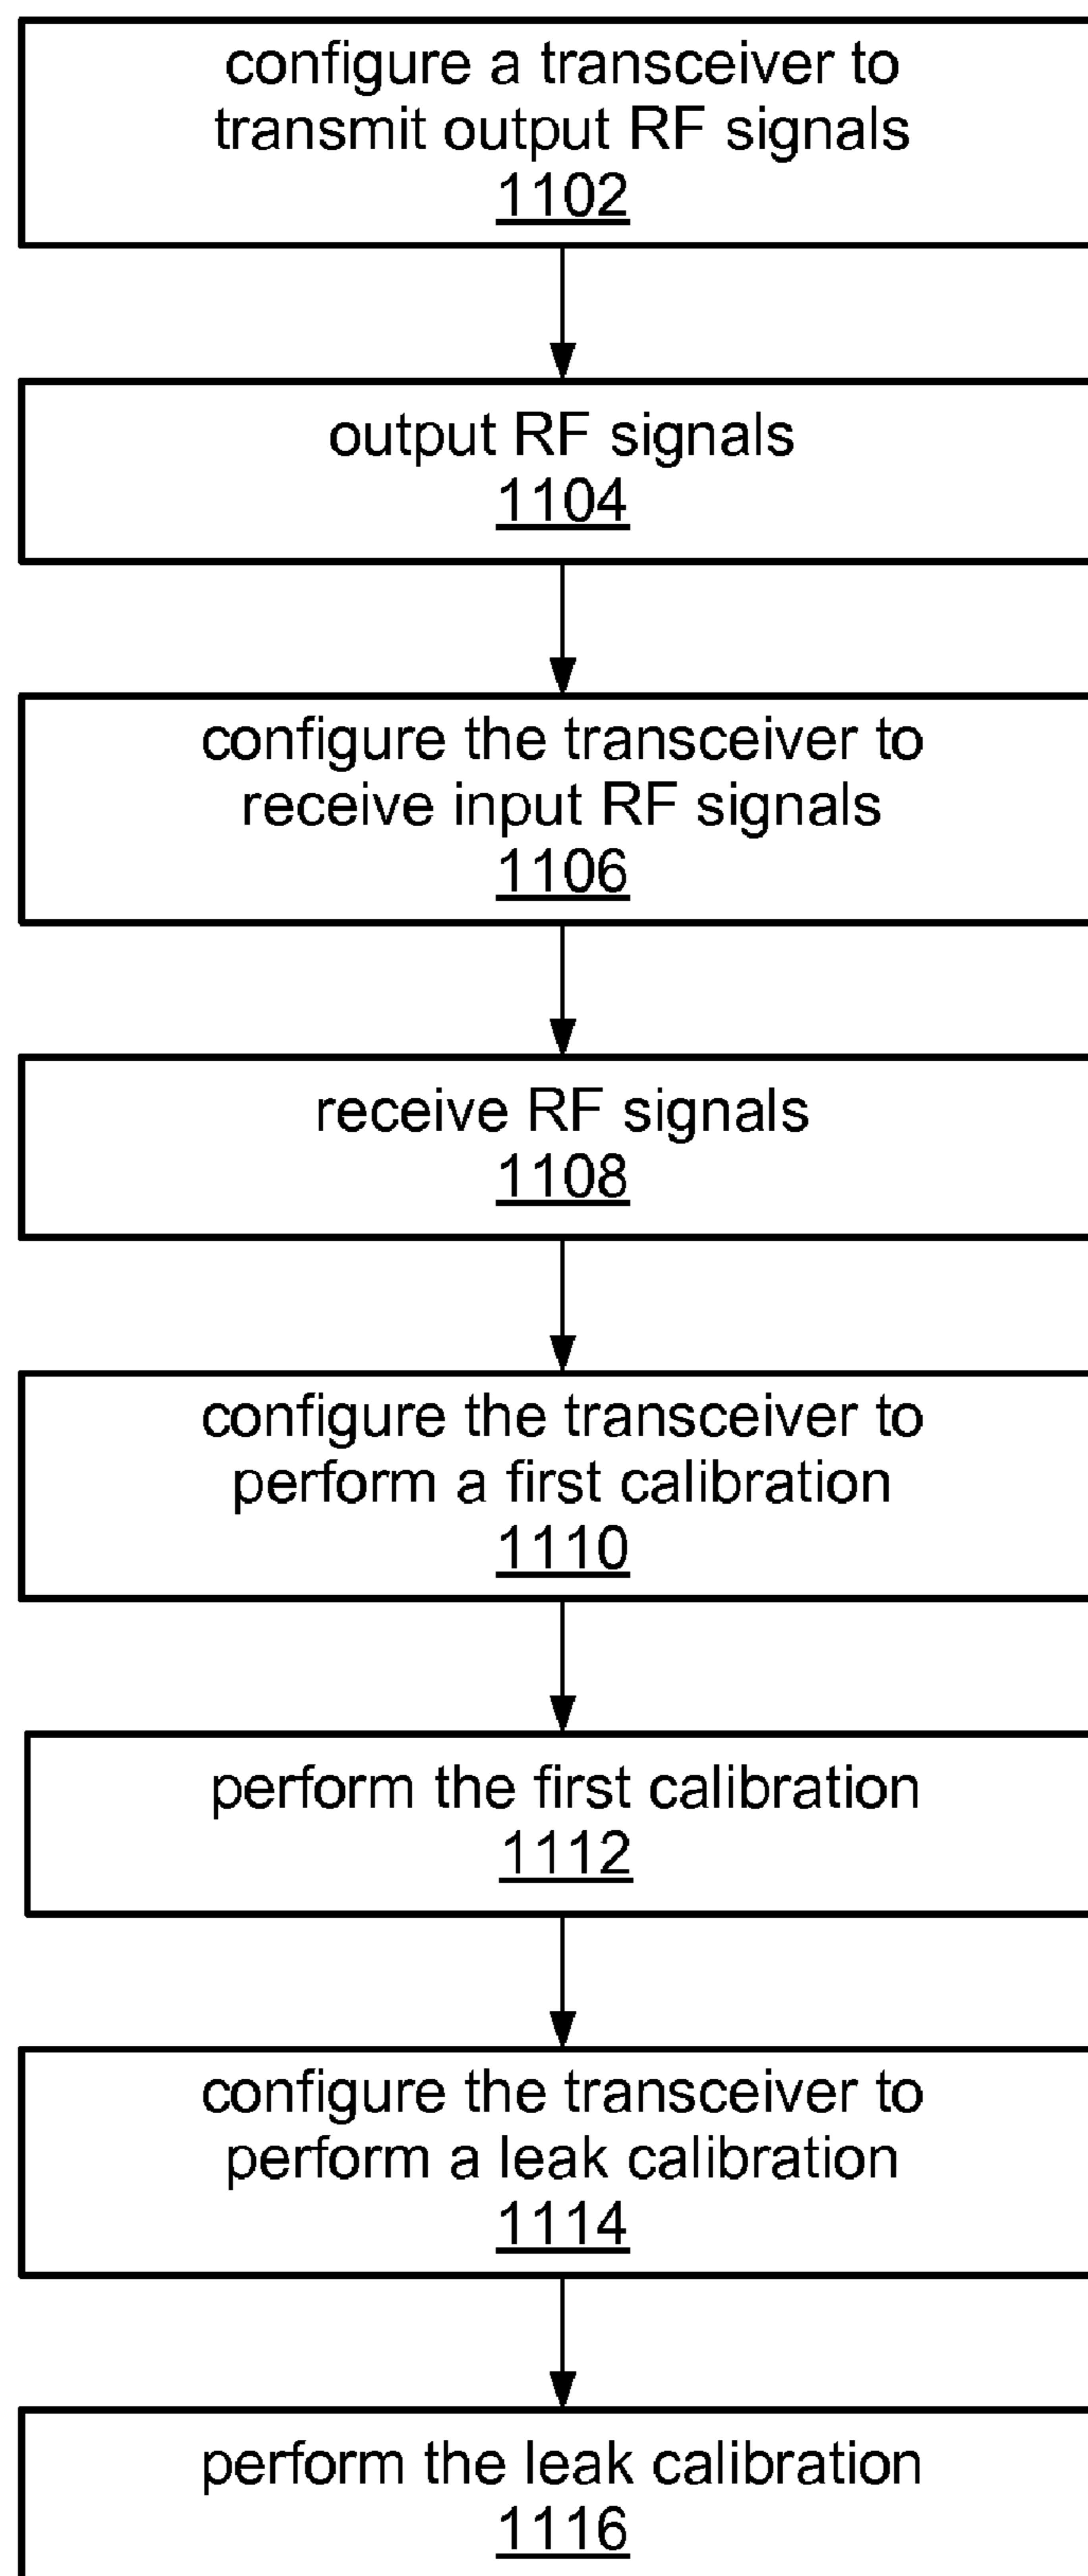 configure a transceiver to
transmit output RF signals
1102
output RF signals
1104
configure the transceiver to
receive input RF signals
1106
receive RF signals
1108
configure the transceiver to
perform a first calibration
1110
perform the first calibration
1112
configure the transceiver to
perform a leak calibration
1114
perform the leak calibration
1116